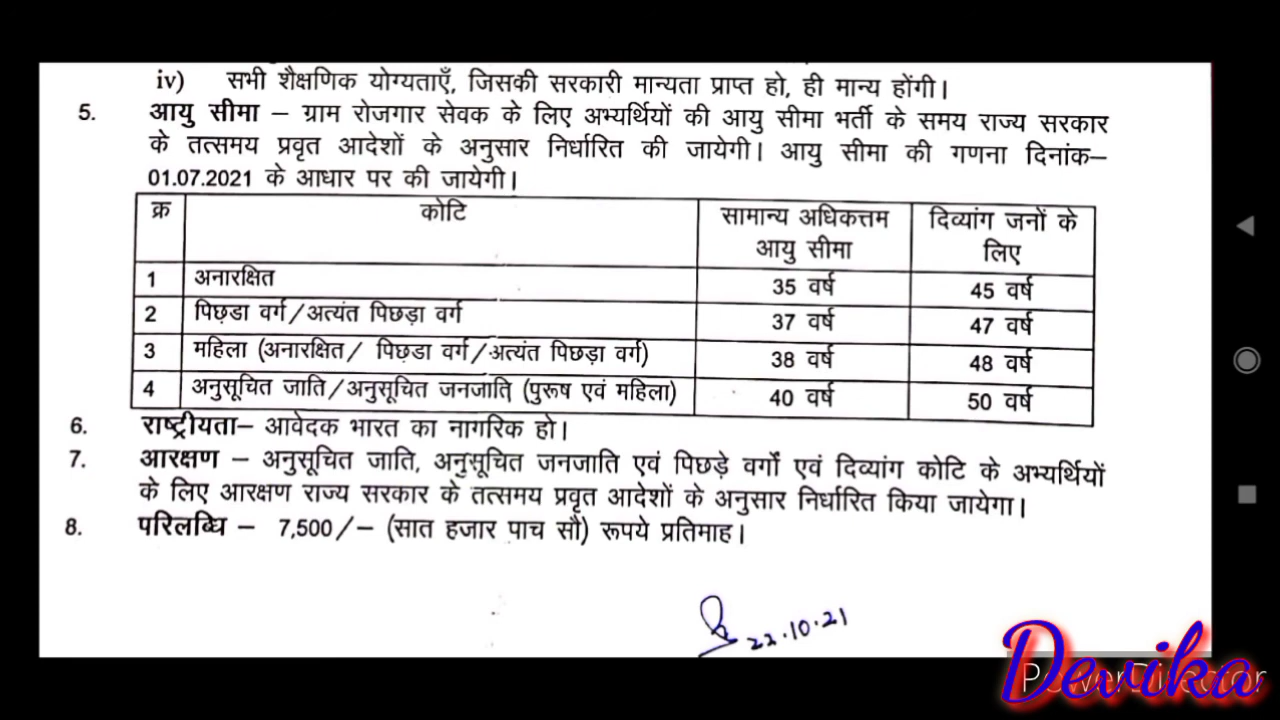 iv) सभी शैक्षणिक योग्यताएँ, जिसकी सरकारी मान्यता प्राप्त हो, ही मान्य होंगी।
5. आयु सीमा – ग्राम रोजगार सेवक के लिए अभ्यर्थियों की आयु सीमा भर्ती के समय राज्य सरकार
के तत्समय प्रवृत आदेशों के अनुसार निर्धारित की जायेगी। आयु सीमा की गणना दिनांक–
01.07.2021 के आधार पर की जायेगी।
क्र कोटि सामान्य अधिकत्तम आयु सीमा दिव्यांग जनों के लिए
1 अनारक्षित 35 वर्ष 45 वर्ष
2 पिछडा वर्ग/अत्यंत पिछड़ा वर्ग 37 वर्ष 47 वर्ष
3 महिला (अनारक्षित/ पिछडा वर्ग/अत्यंत पिछड़ा वर्ग) 38 वर्ष 48 वर्ष
4 अनुसूचित जाति/अनुसूचित जनजाति (पुरूष एवं महिला) 40 वर्ष 50 वर्ष
6. राष्ट्रीयता– आवेदक भारत का नागरिक हो।
7. आरक्षण – अनुसूचित जाति, अनुसूचित जनजाति एवं पिछड़े वर्गों एवं दिव्यांग कोटि के अभ्यर्थियों
के लिए आरक्षण राज्य सरकार के तत्समय प्रवृत आदेशों के अनुसार निर्धारित किया जायेगा।
8. परिलब्धि – 7,500/– (सात हजार पाच सौ) रूपये प्रतिमाह।
22.10.21
Devika
PowerDirector